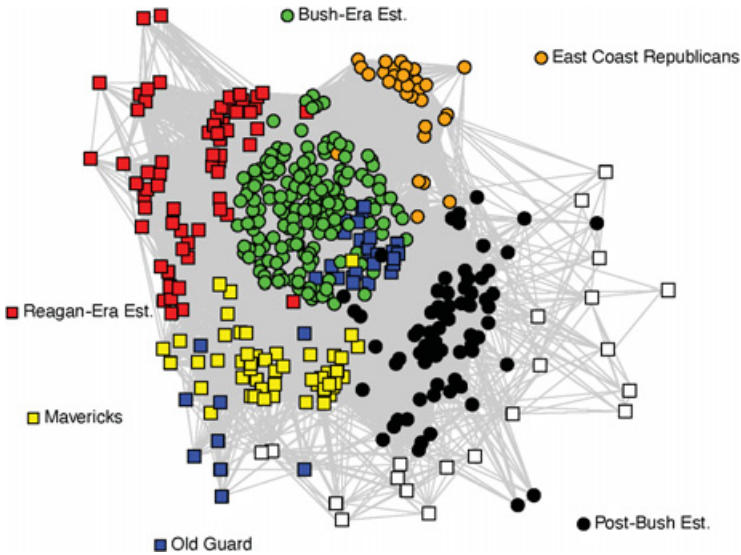 Bush-Era Est.
East Coast Republicans
Reagan-Era Est.
Mavericks
Post-Bush Est.
Old Guard